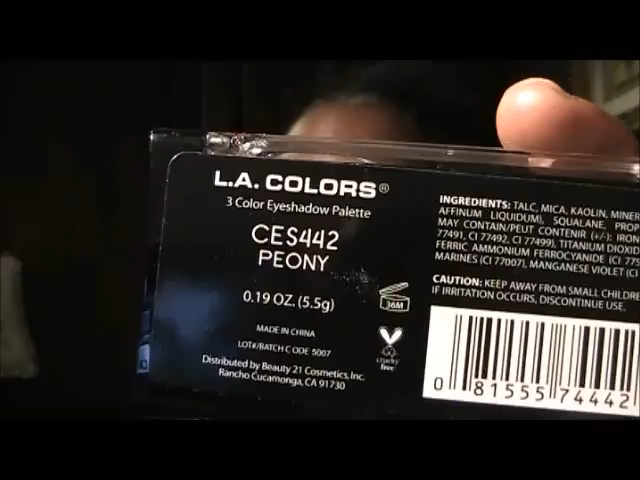 L.A. COLORS®
3 Color Eyeshadow Palette
CES442
PEONY
0.19 OZ. (5.5g)
36M
MADE IN CHINA
LOT#/BATCH CODE 5007
cruelty
free
Distributed by Beauty 21 Cosmetics, Inc.
Rancho Cucamonga, CA 91730
INGREDIENTS: TALC, MICA, KAOLIN, MINER
AFFINUM LIQUIDUM), SQUALANE, PROP
MAY CONTAIN/PEUT CONTENIR (+/-): IRON
77491, CI 77492, CI 77499), TITANIUM DIOXID
FERRIC AMMONIUM FERROCYANIDE (CI 775
MARINES (CI 77007), MANGANESE VIOLET (CI
CAUTION: KEEP AWAY FROM SMALL CHILDRE
IF IRRITATION OCCURS, DISCONTINUE USE.
0 81555 74442